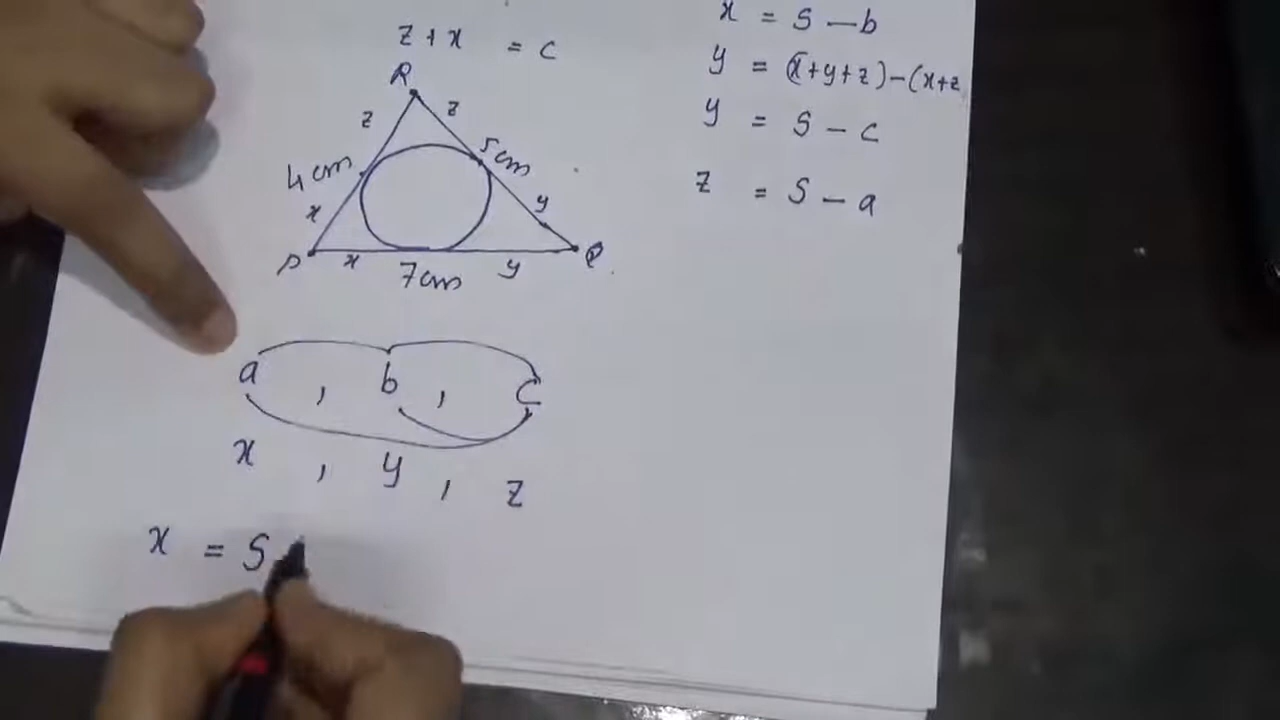 z + x = c
R
z z
4 cm 5 cm
x y
P x 7 cm y Q
a , b , c
x , y , z
x = S
x = S — b
y = (x + y + z) – (x + z
y = S – c
z = S – a